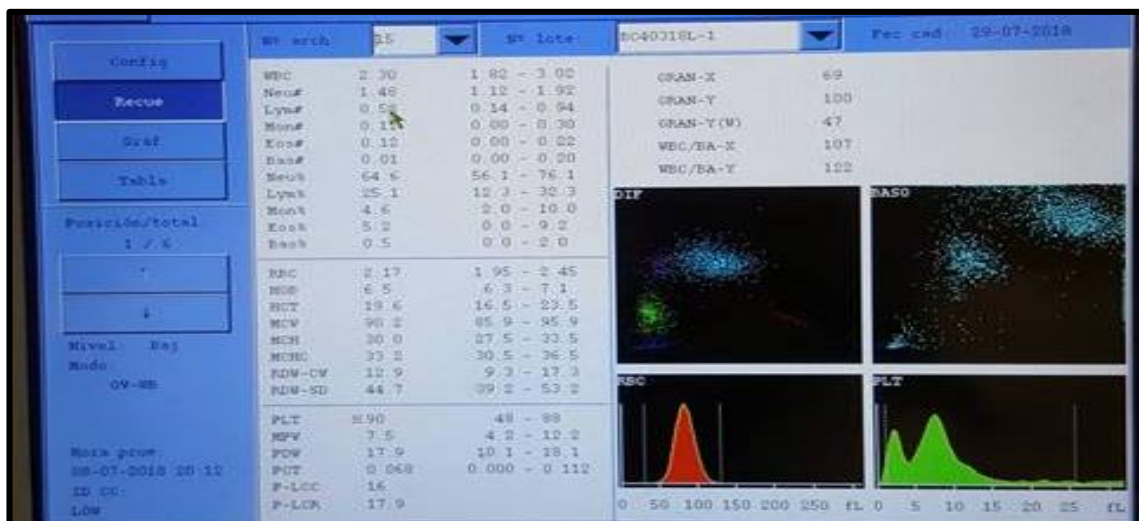 Nº arch 15 Nº lote BC40318L-1 Fec cad: 29-07-2018
Config
Recue
Gráf
Tabla
Posición/total
1 / 6
↑
↓
Nivel: Baj
Modo
OV-WB
Hora prue:
08-07-2018 20:12
ID CC:
LOW
WBC 2.30 1.82 - 3.02
Neu# 1.48 1.12 - 1.92
Lym# 0.58 0.14 - 0.94
Mon# 0.11 0.00 - 0.30
Eos# 0.12 0.00 - 0.22
Bas# 0.01 0.00 - 0.20
Neu% 64.6 56.1 - 76.1
Lym% 25.1 12.3 - 32.3
Mon% 4.6 2.0 - 10.0
Eos% 5.2 0.0 - 9.2
Bas% 0.5 0.0 - 2.0
RBC 2.17 1.95 - 2.45
HGB 6.5 6.3 - 7.1
HCT 19.6 16.5 - 23.5
MCV 90.2 85.9 - 95.9
MCH 30.0 27.5 - 33.5
MCHC 33.2 30.5 - 36.5
RDW-CV 12.9 9.3 - 17.3
RDW-SD 44.7 39.2 - 53.2
PLT 90 48 - 88
MPV 7.5 4.2 - 12.2
PDW 17.9 10.1 - 18.1
PCT 0.068 0.000 - 0.112
P-LCC 16
P-LCR 17.9
GRAN-X 69
GRAN-Y 100
GRAN-Y(W) 47
WBC/BA-X 107
WBC/BA-Y 122
DIF
BASO
RBC
0 50 100 150 200 250 fL
PLT
0 5 10 15 20 25 fL